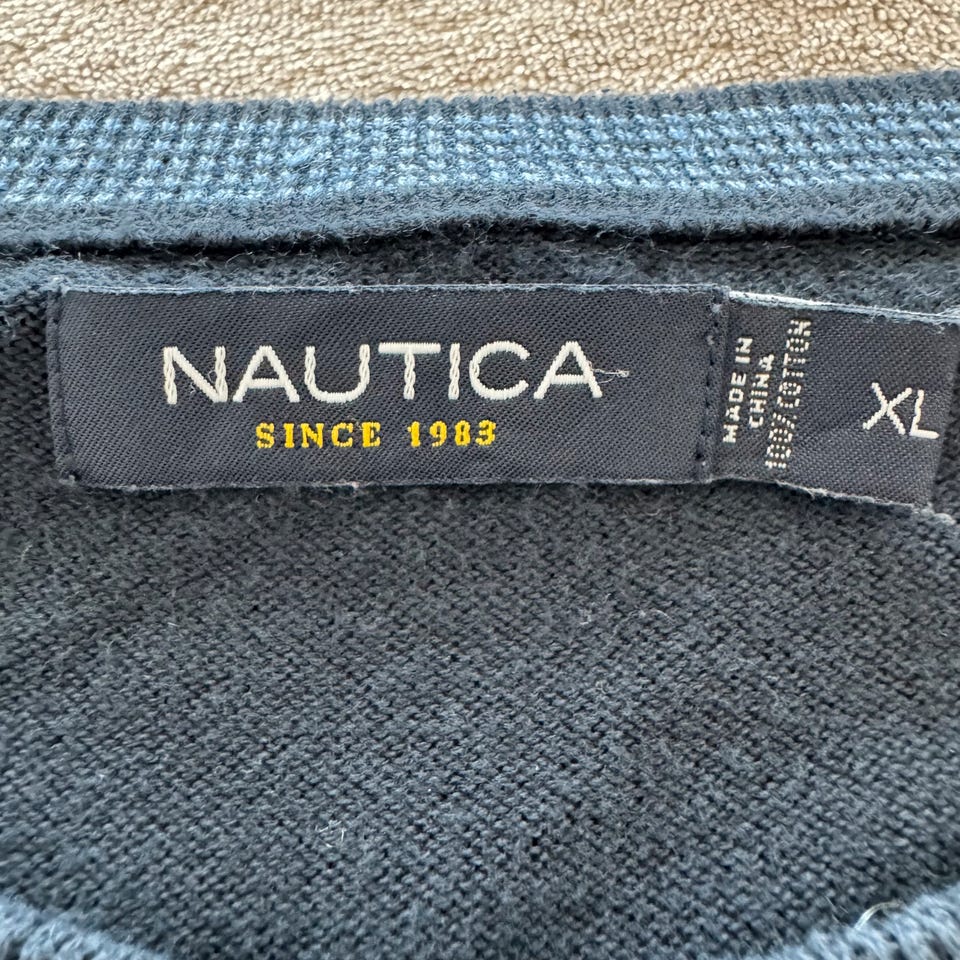 NAUTICA
SINCE 1983
MADE IN
CHINA
100% COTTON
XL